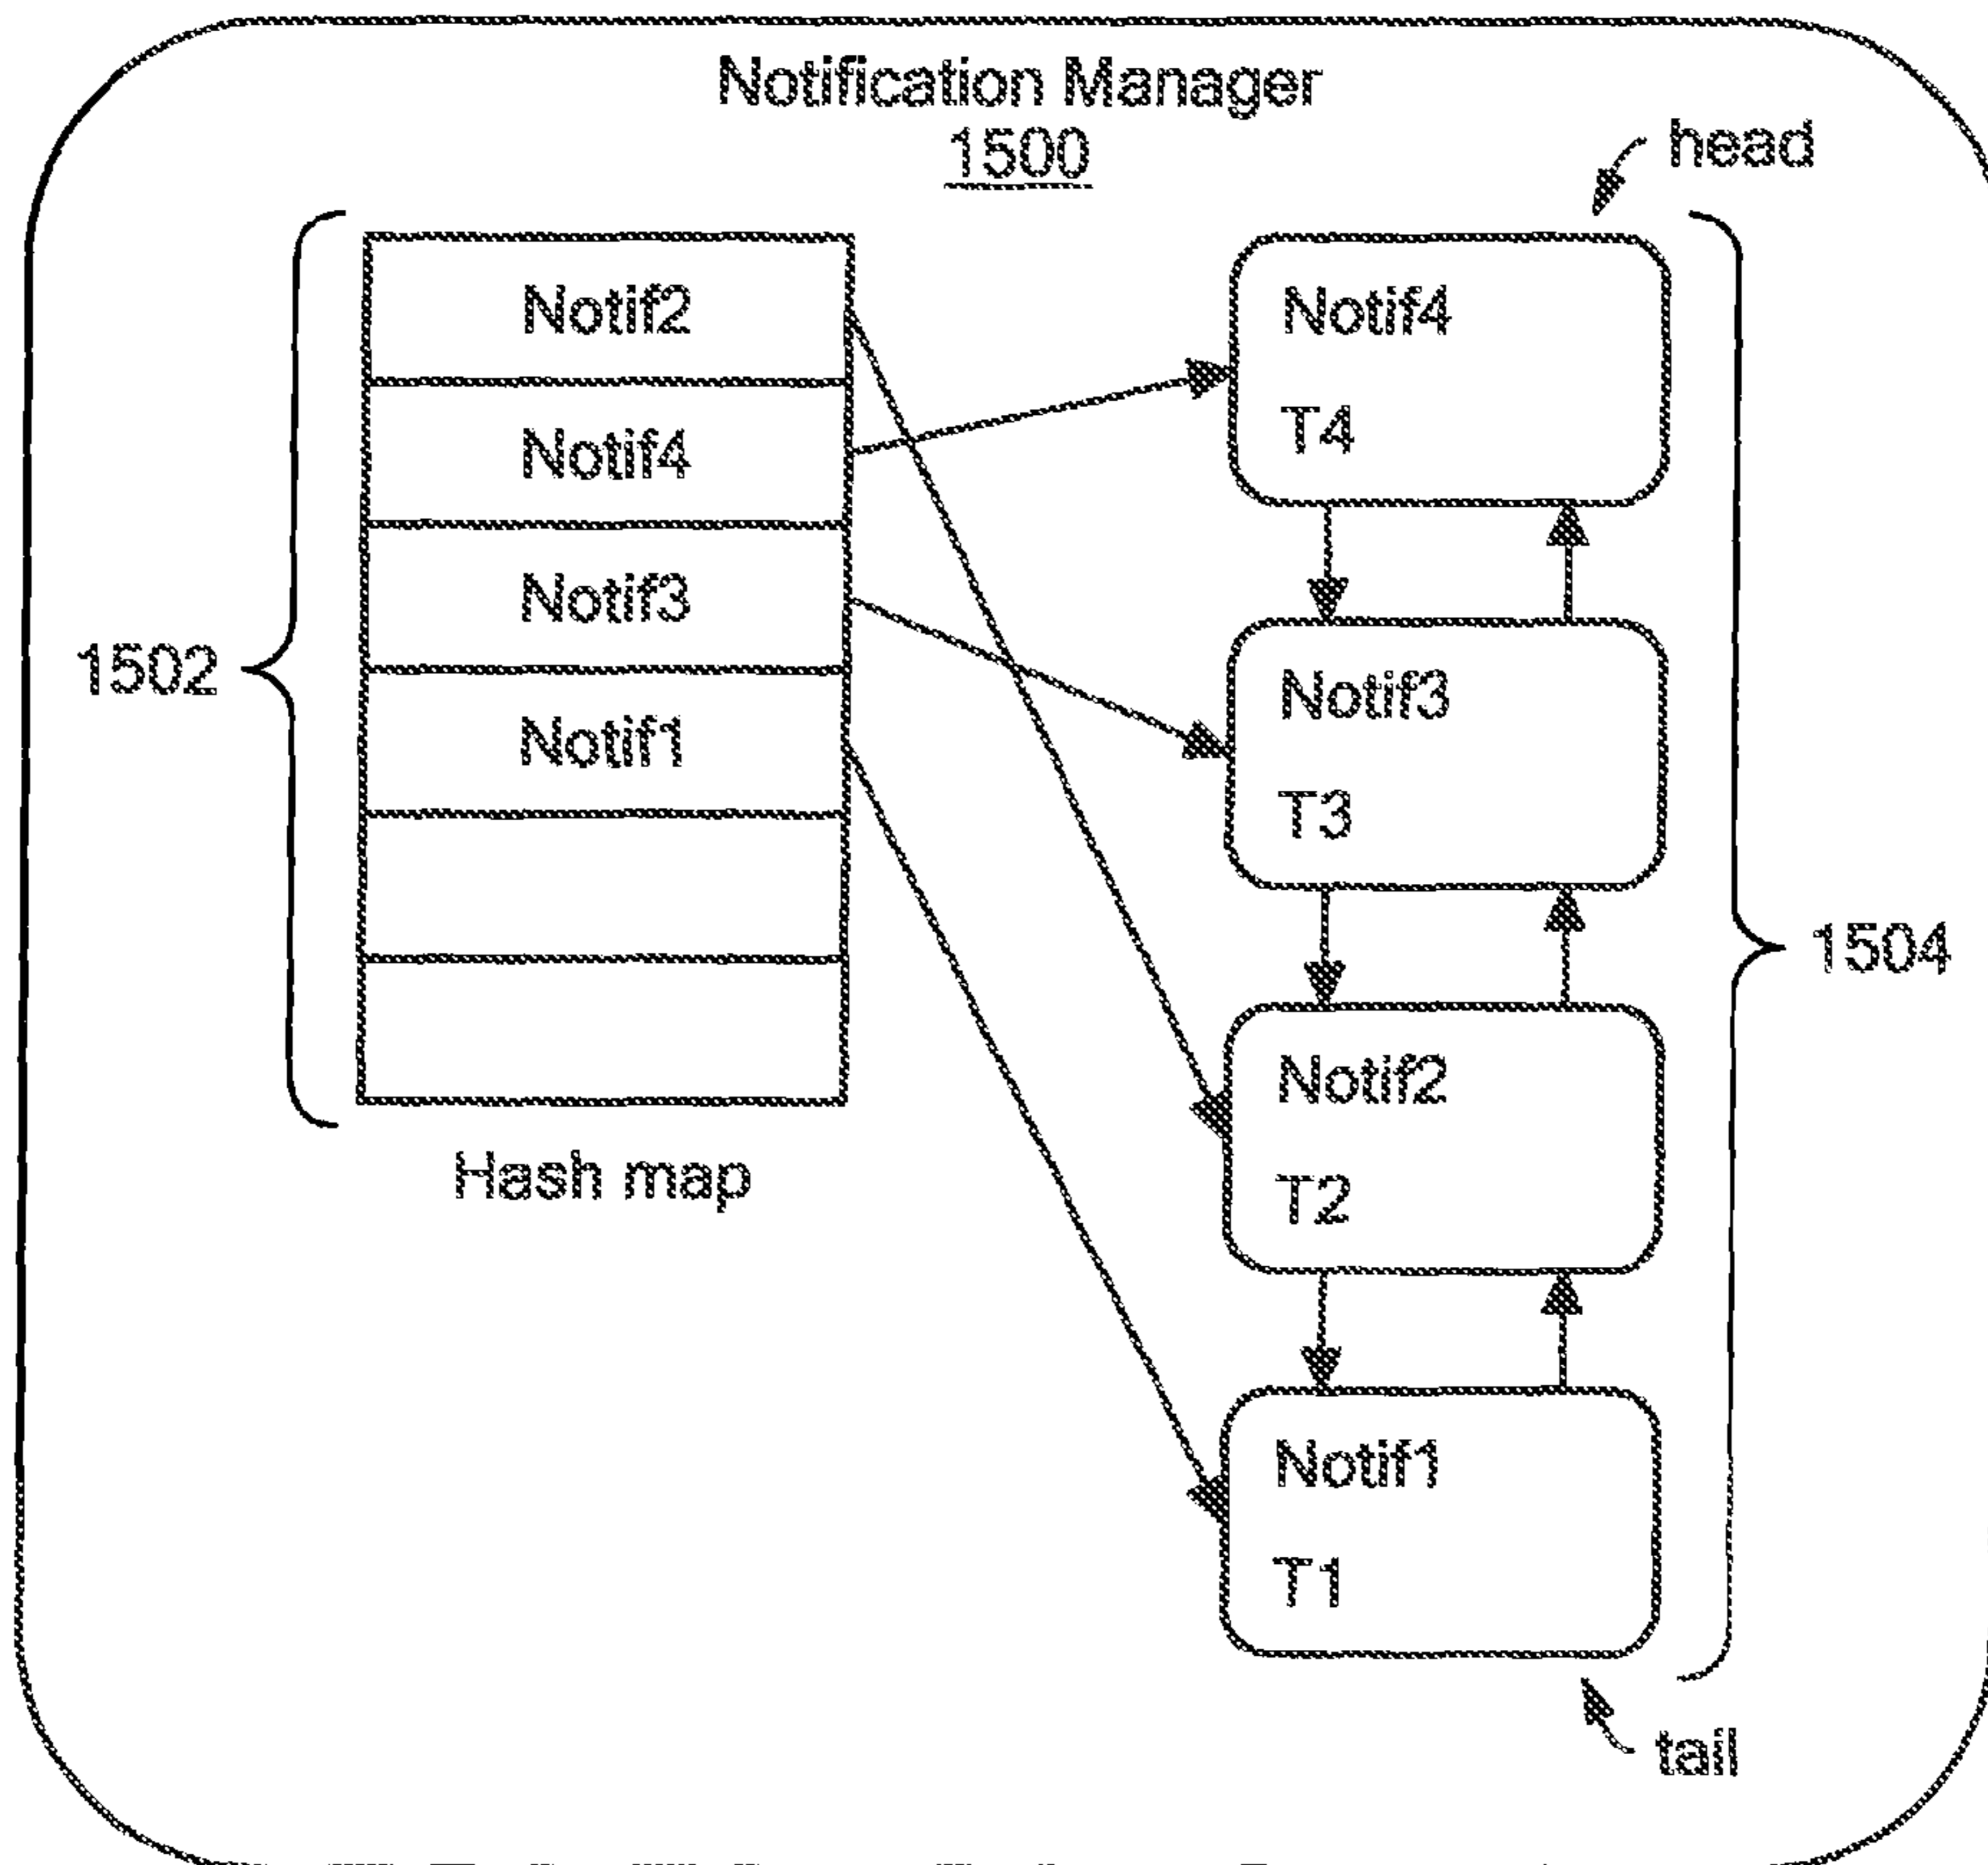 Notification Manager
1500
head
Notif2
Notif4
Notif3
Notif1
1502
Hash map
Notif4
T4
Notif3
T3
Notif2
T2
Notif1
T1
1504
tail